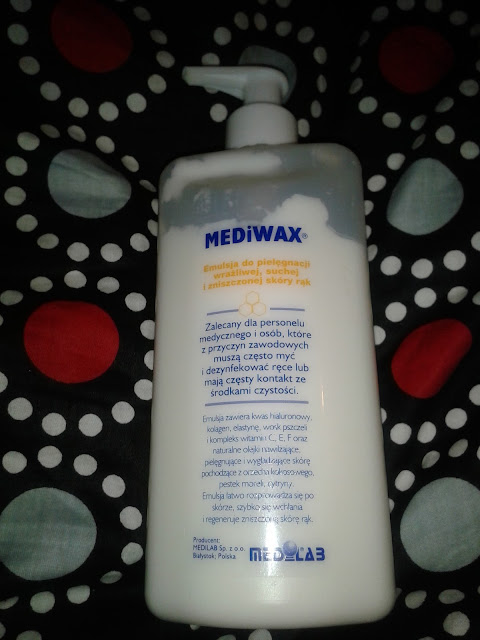 MEDiWAX®
Emulsja do pielęgnacji
wrażliwej, suchej
i zniszczonej skóry rąk
Zalecany dla personelu
medycznego i osób, które
z przyczyn zawodowych
muszą często myć
i dezynfekować ręce lub
mają częsty kontakt ze
środkami czystości.
Emulsja zawiera kwas hialuronowy,
kolagen, elastynę, wosk pszczeli
i kompleks witamin C, E, F oraz
naturalne olejki nawilżające,
pielęgnujące i wygładzające skórę
pochodzące z orzecha kokosowego,
pestek moreli, cytryny.
Emulsja łatwo rozprowadza się po
skórze, szybko się wchłania
i regeneruje zniszczoną skórę rąk.
Producent:
MEDILAB Sp. z o.o.
Białystok, Polska
MEDiLAB